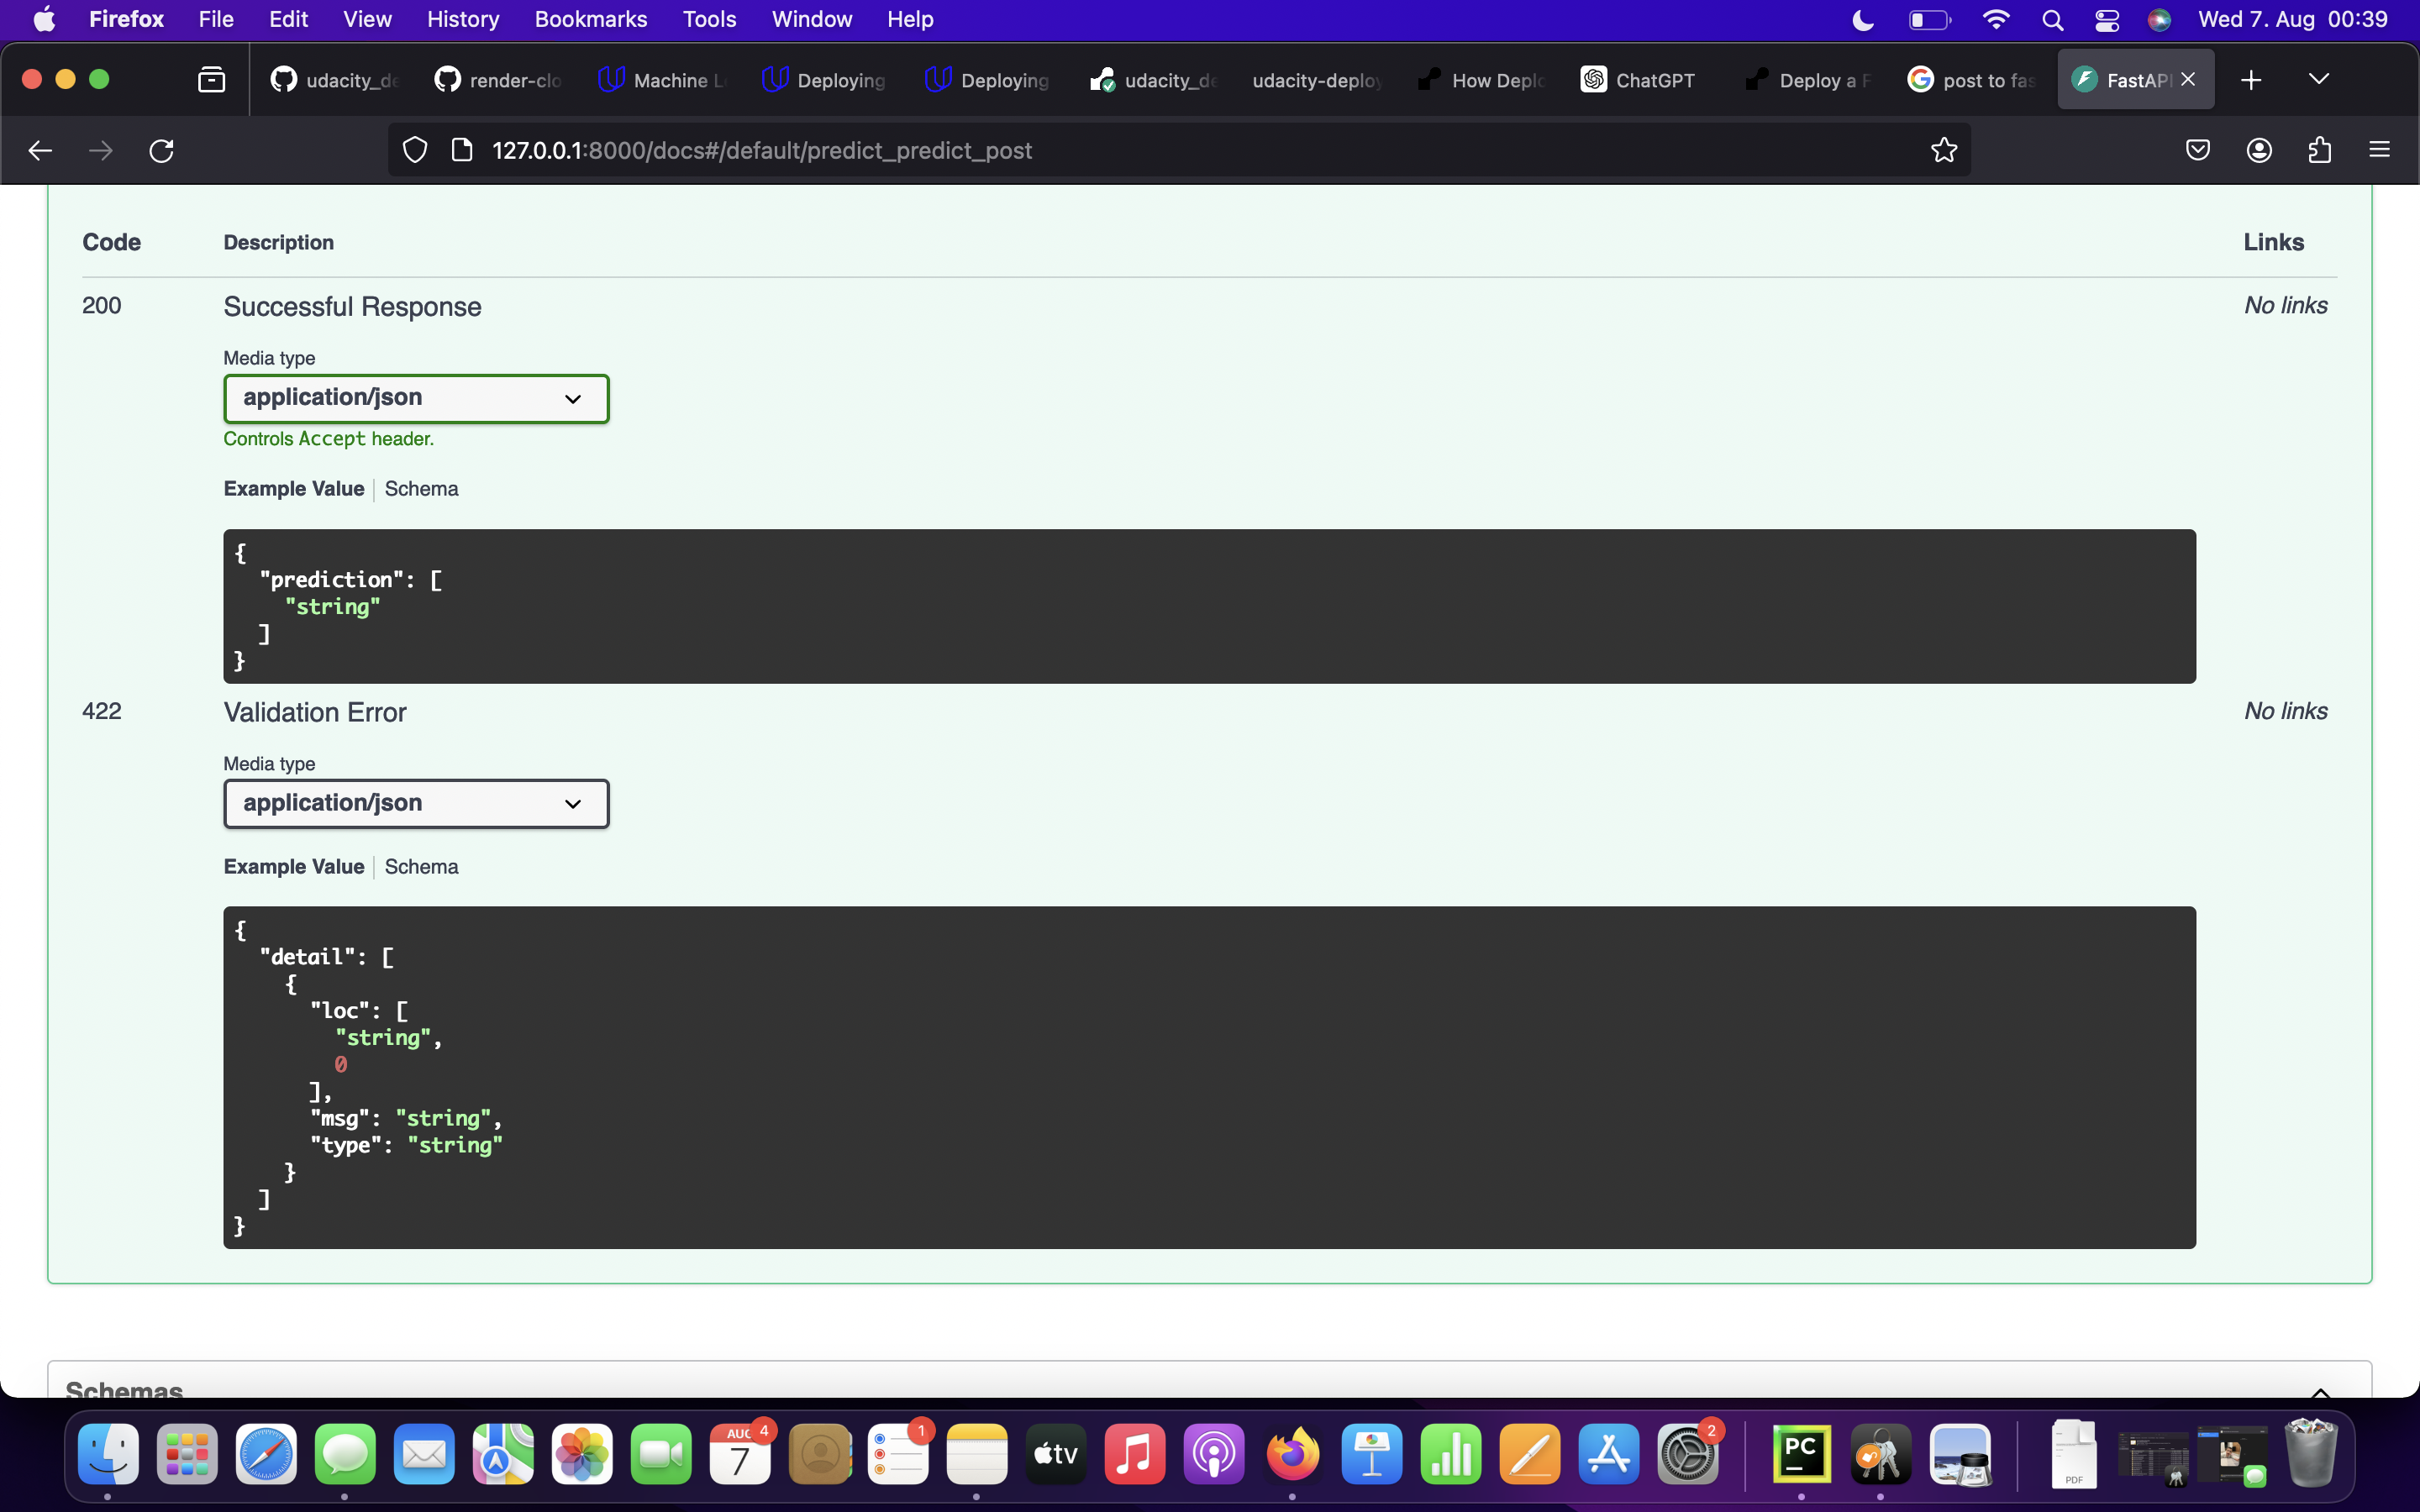 Firefox File Edit View History Bookmarks Tools Window Help Wed 7. Aug 00:39
udacity_de render-clo Machine L Deploying Deploying udacity_de udacity-deploy How Deplo ChatGPT Deploy a F post to fas FastAPI
127.0.0.1:8000/docs#/default/predict_predict_post
Code Description Links
200 Successful Response No links
Media type
application/json
Controls Accept header.
Example Value Schema
{
"prediction": [
"string"
]
}
422 Validation Error No links
Media type
application/json
Example Value Schema
{
"detail": [
{
"loc": [
"string",
0
],
"msg": "string",
"type": "string"
}
]
}
Schemas
AUG 4
7
1
tv
2
PC
PDF